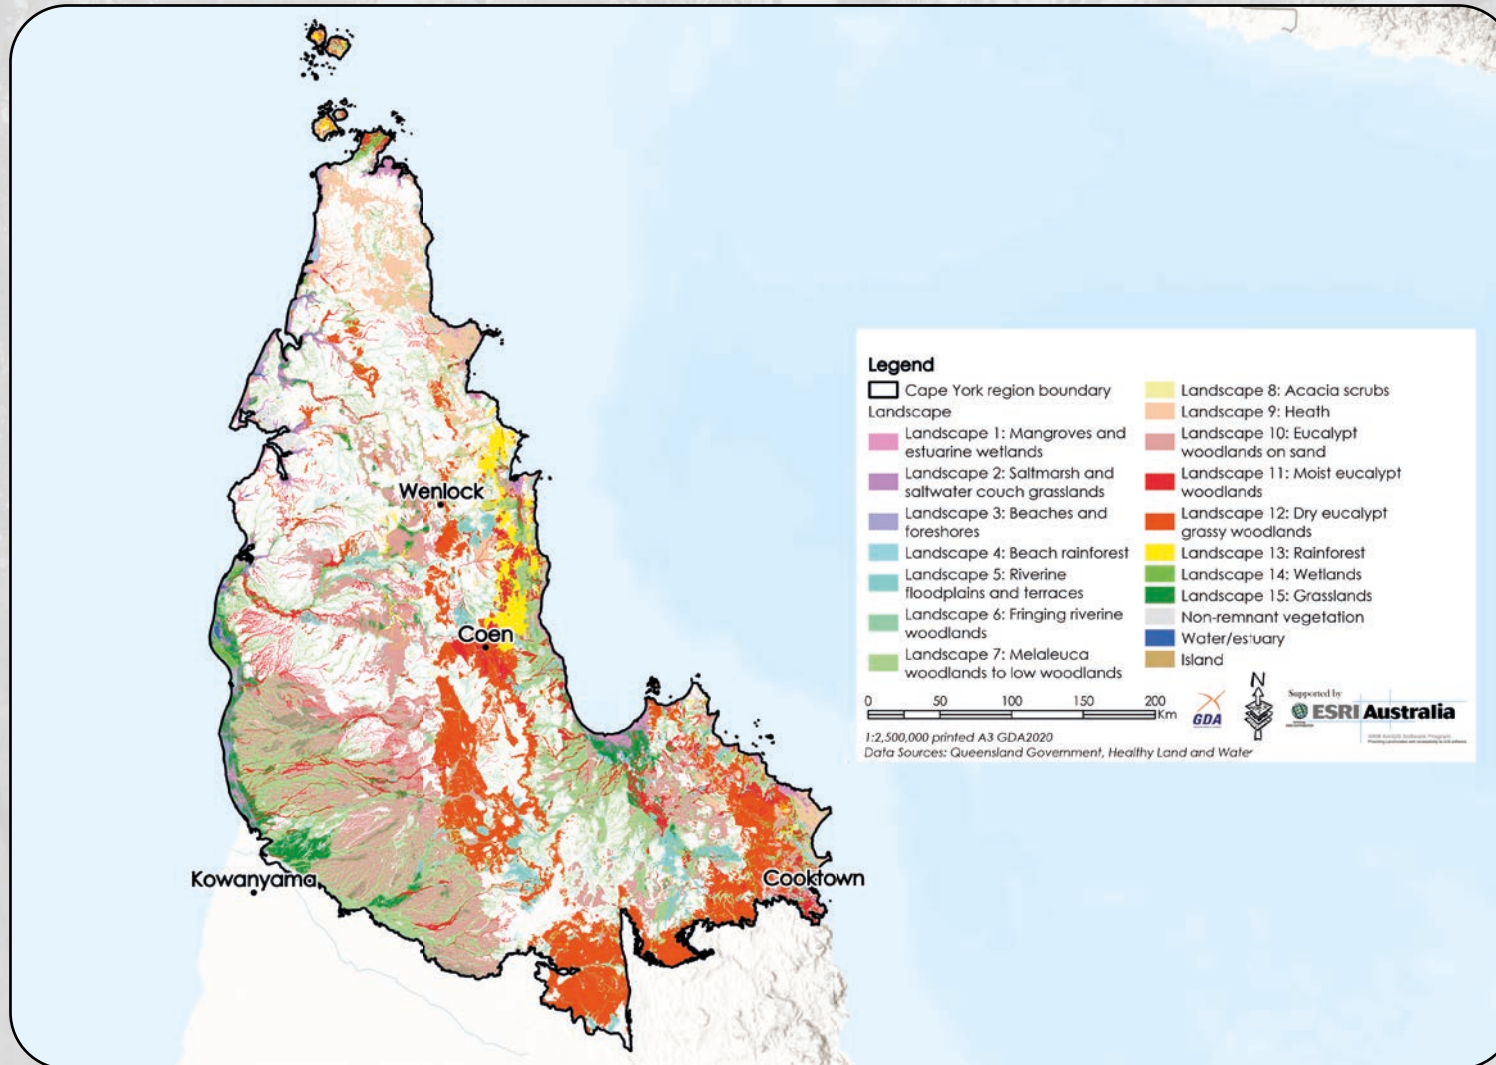 Wenlock
Coen
Kowanyama
Cooktown
Legend
Cape York region boundary
Landscape
Landscape 1: Mangroves and
estuarine wetlands
Landscape 2: Saltmarsh and
saltwater couch grasslands
Landscape 3: Beaches and
foreshores
Landscape 4: Beach rainforest
Landscape 5: Riverine
floodplains and terraces
Landscape 6: Fringing riverine
woodlands
Landscape 7: Melaleuca
woodlands to low woodlands
Landscape 8: Acacia scrubs
Landscape 9: Heath
Landscape 10: Eucalypt
woodlands on sand
Landscape 11: Moist eucalypt
woodlands
Landscape 12: Dry eucalypt
grassy woodlands
Landscape 13: Rainforest
Landscape 14: Wetlands
Landscape 15: Grasslands
Non-remnant vegetation
Water/estuary
Island
0 50 100 150 200
Km
GDA
N
Supported by
ESRI Australia
1:2,500,000 printed A3 GDA2020
Data Sources: Queensland Government, Healthy Land and Water